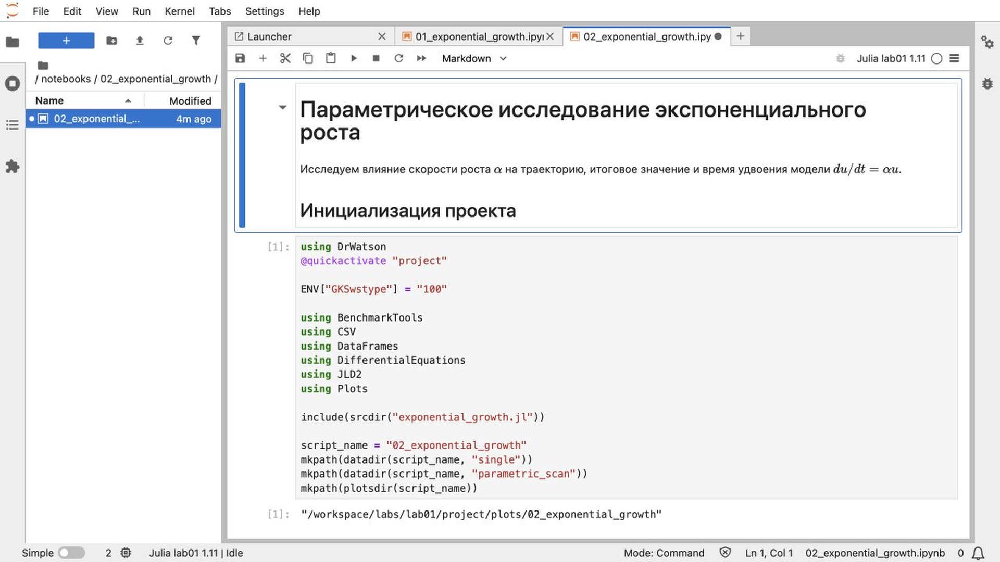 File Edit View Run Kernel Tabs Settings Help
+
/ notebooks / 02_exponential_growth /
Name Modified
02_exponential_... 4m ago
Launcher
01_exponential_growth.ipyı
02_exponential_growth.ipy
+
Markdown
Julia lab01 1.11
Параметрическое исследование экспоненциального
роста
Исследуем влияние скорости роста α на траекторию, итоговое значение и время удвоения модели du/dt = αu.
Инициализация проекта
[1]:
using DrWatson
@quickactivate "project"
ENV["GKSwstype"] = "100"
using BenchmarkTools
using CSV
using DataFrames
using DifferentialEquations
using JLD2
using Plots
include(srcdir("exponential_growth.jl"))
script_name = "02_exponential_growth"
mkpath(datadir(script_name, "single"))
mkpath(datadir(script_name, "parametric_scan"))
mkpath(plotsdir(script_name))
[1]: "/workspace/labs/lab01/project/plots/02_exponential_growth"
Simple 2 Julia lab01 1.11 | Idle Mode: Command Ln 1, Col 1 02_exponential_growth.ipynb 0